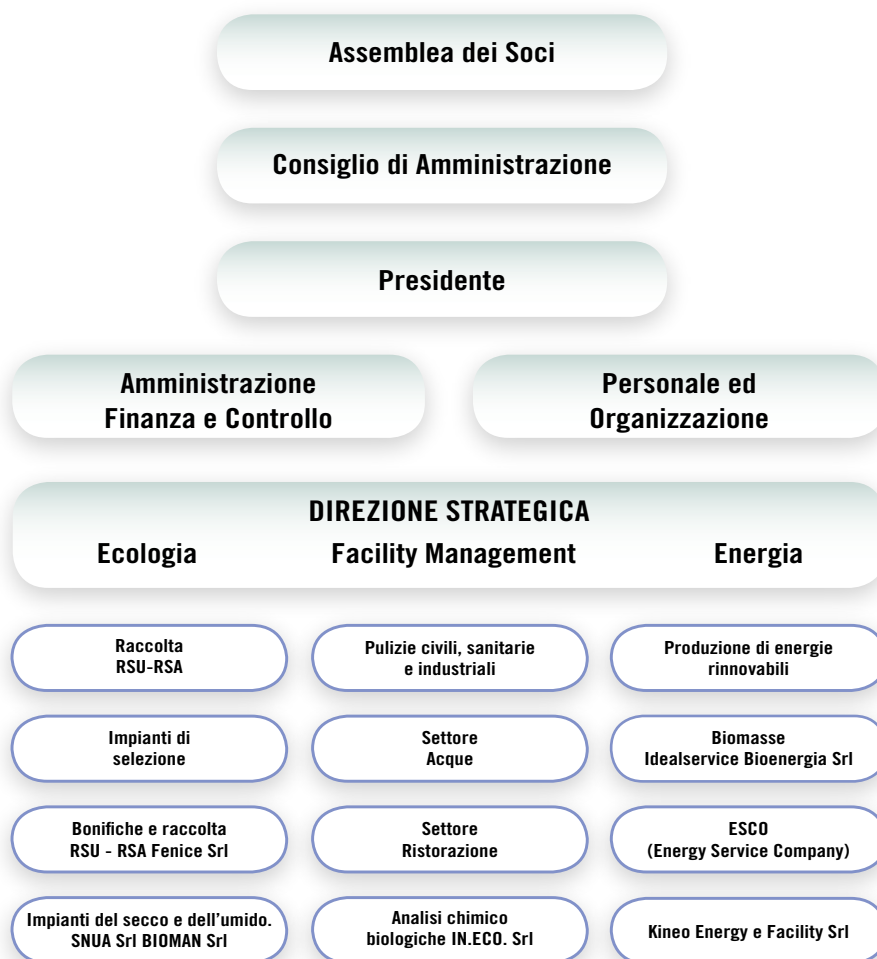 Assemblea dei Soci
Consiglio di Amministrazione
Presidente
Amministrazione
Finanza e Controllo
Personale ed
Organizzazione
DIREZIONE STRATEGICA
Ecologia
Facility Management
Energia
Raccolta
RSU-RSA
Pulizie civili, sanitarie
e industriali
Produzione di energie
rinnovabili
Impianti di
selezione
Settore
Acque
Biomasse
Idealservice Bioenergia Srl
Bonifiche e raccolta
RSU - RSA Fenice Srl
Settore
Ristorazione
ESCO
(Energy Service Company)
Impianti del secco e dell'umido.
SNUA Srl BIOMAN Srl
Analisi chimico
biologiche IN.ECO. Srl
Kineo Energy e Facility Srl